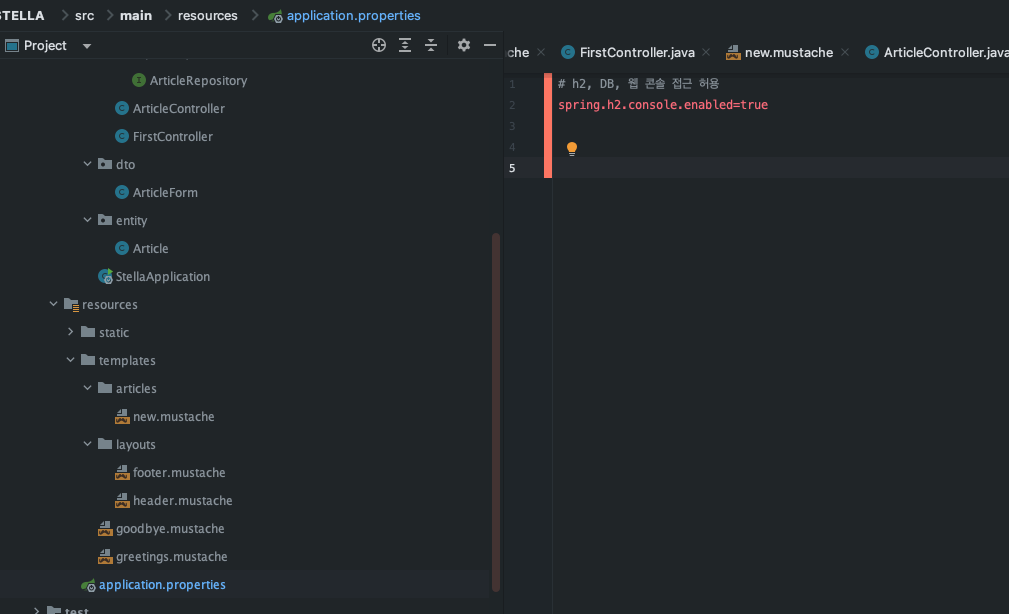 STELLA src main resources application.properties
Project
che FirstController.java new.mustache ArticleController.java
ArticleRepository
ArticleController
FirstController
dto
ArticleForm
entity
Article
StellaApplication
resources
static
templates
articles
new.mustache
layouts
footer.mustache
header.mustache
goodbye.mustache
greetings.mustache
application.properties
test
1 # h2, DB, 웹 콘솔 접근 허용
2 spring.h2.console.enabled=true
3
4
5